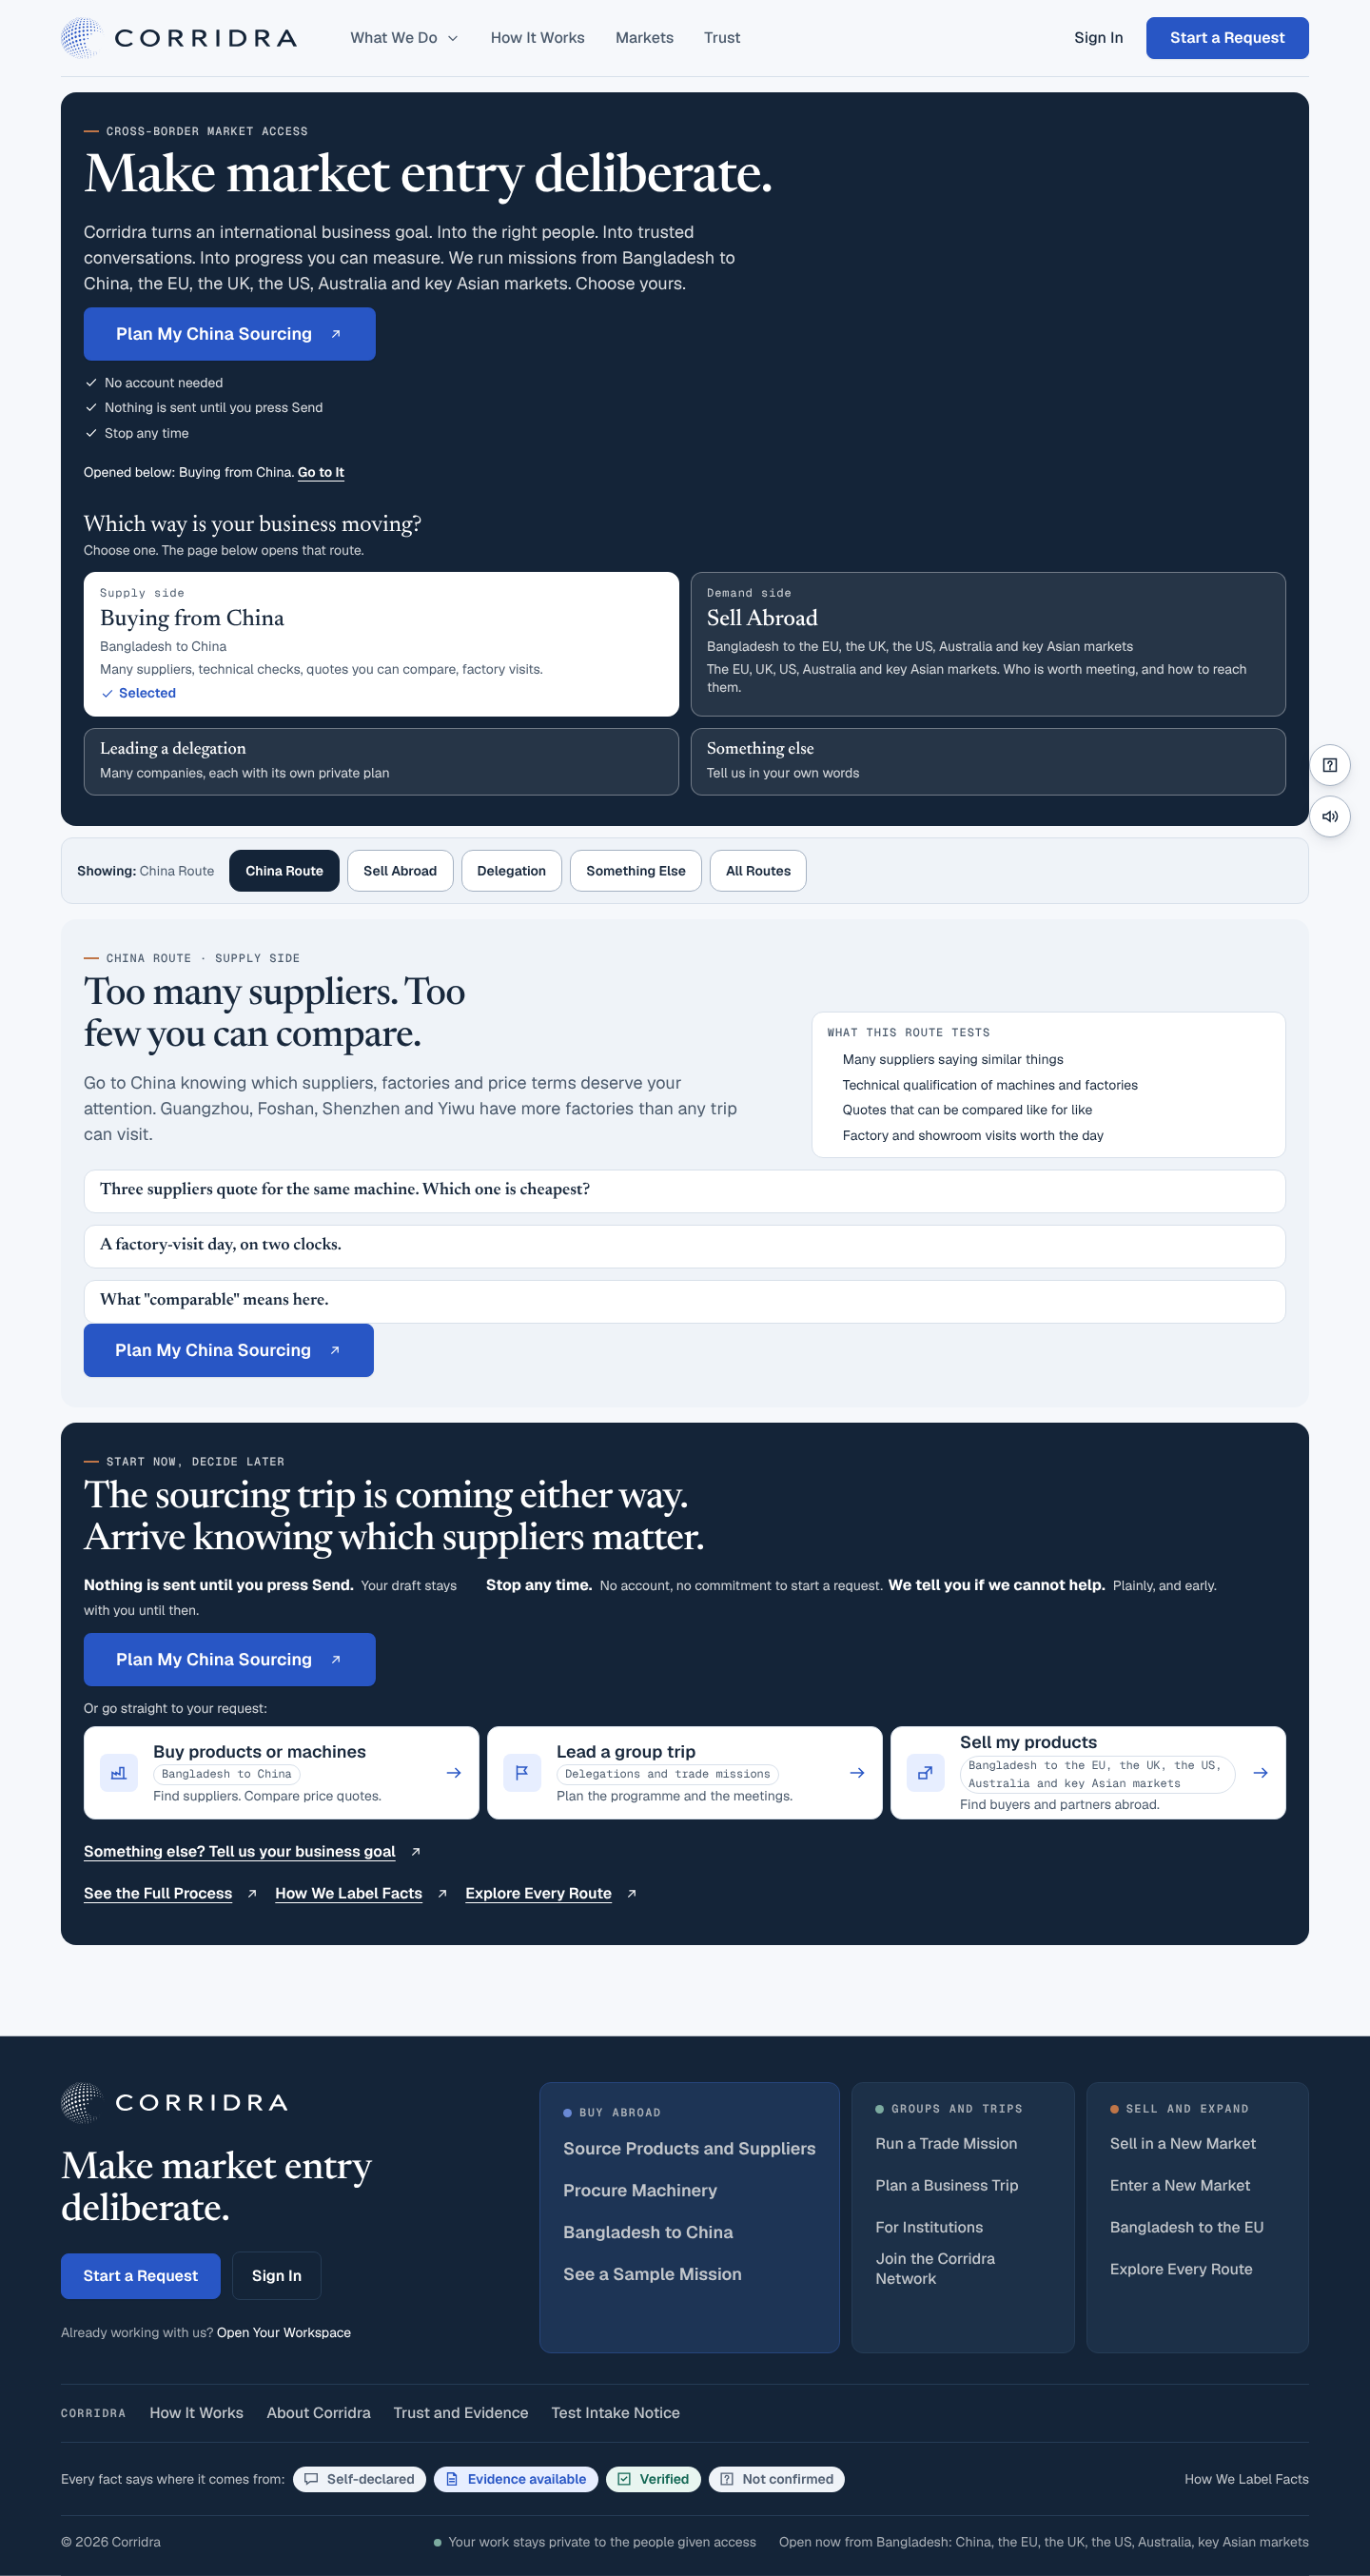 CORRIDRA
What We Do
How It Works
Markets
Trust
Sign In
Start a Request
CROSS-BORDER MARKET ACCESS
Make market entry deliberate.
Corridra turns an international business goal. Into the right people. Into trusted
conversations. Into progress you can measure. We run missions from Bangladesh to
China, the EU, the UK, the US, Australia and key Asian markets. Choose yours.
Plan My China Sourcing
No account needed
Nothing is sent until you press Send
Stop any time
Opened below: Buying from China. Go to It
Which way is your business moving?
Choose one. The page below opens that route.
Supply side
Buying from China
Bangladesh to China
Many suppliers, technical checks, quotes you can compare, factory visits.
Selected
Demand side
Sell Abroad
Bangladesh to the EU, the UK, the US, Australia and key Asian markets
The EU, UK, US, Australia and key Asian markets. Who is worth meeting, and how to reach
them.
Leading a delegation
Many companies, each with its own private plan
Something else
Tell us in your own words
Showing: China Route
China Route
Sell Abroad
Delegation
Something Else
All Routes
CHINA ROUTE · SUPPLY SIDE
Too many suppliers. Too
few you can compare.
Go to China knowing which suppliers, factories and price terms deserve your
attention. Guangzhou, Foshan, Shenzhen and Yiwu have more factories than any trip
can visit.
WHAT THIS ROUTE TESTS
Many suppliers saying similar things
Technical qualification of machines and factories
Quotes that can be compared like for like
Factory and showroom visits worth the day
Three suppliers quote for the same machine. Which one is cheapest?
A factory-visit day, on two clocks.
What "comparable" means here.
Plan My China Sourcing
START NOW, DECIDE LATER
The sourcing trip is coming either way.
Arrive knowing which suppliers matter.
Nothing is sent until you press Send. Your draft stays
with you until then.
Stop any time. No account, no commitment to start a request.
We tell you if we cannot help. Plainly, and early.
Plan My China Sourcing
Or go straight to your request:
Buy products or machines
Bangladesh to China
Find suppliers. Compare price quotes.
Lead a group trip
Delegations and trade missions
Plan the programme and the meetings.
Sell my products
Bangladesh to the EU, the UK, the US,
Australia and key Asian markets
Find buyers and partners abroad.
Something else? Tell us your business goal
See the Full Process
How We Label Facts
Explore Every Route
CORRIDRA
Make market entry
deliberate.
Start a Request
Sign In
Already working with us? Open Your Workspace
BUY ABROAD
Source Products and Suppliers
Procure Machinery
Bangladesh to China
See a Sample Mission
GROUPS AND TRIPS
Run a Trade Mission
Plan a Business Trip
For Institutions
Join the Corridra
Network
SELL AND EXPAND
Sell in a New Market
Enter a New Market
Bangladesh to the EU
Explore Every Route
CORRIDRA
How It Works
About Corridra
Trust and Evidence
Test Intake Notice
Every fact says where it comes from:
Self-declared
Evidence available
Verified
Not confirmed
How We Label Facts
© 2026 Corridra
Your work stays private to the people given access
Open now from Bangladesh: China, the EU, the UK, the US, Australia, key Asian markets